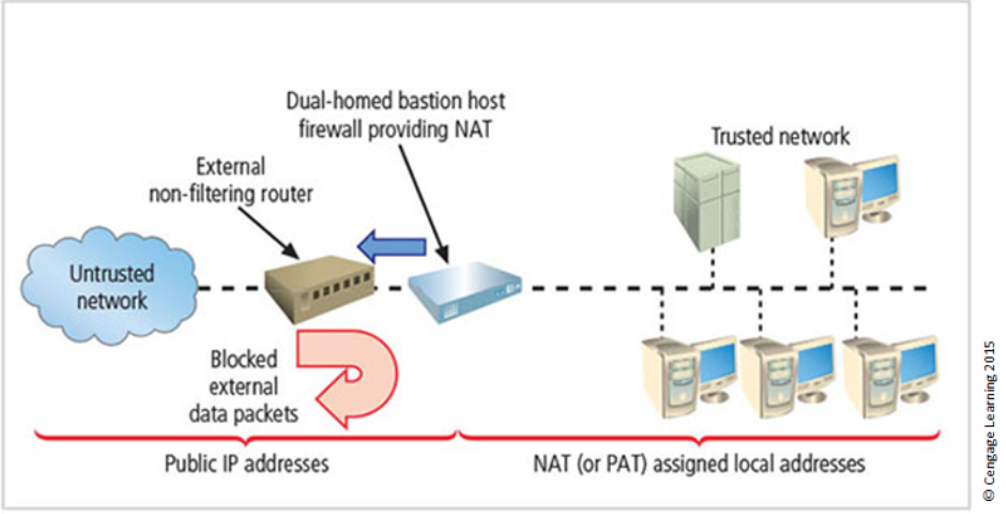 Dual-homed bastion host
firewall providing NAT
Trusted network
External
non-filtering router
Untrusted
network
Blocked
external
data packets
Public IP addresses
NAT (or PAT) assigned local addresses
© Cengage Learning 2015